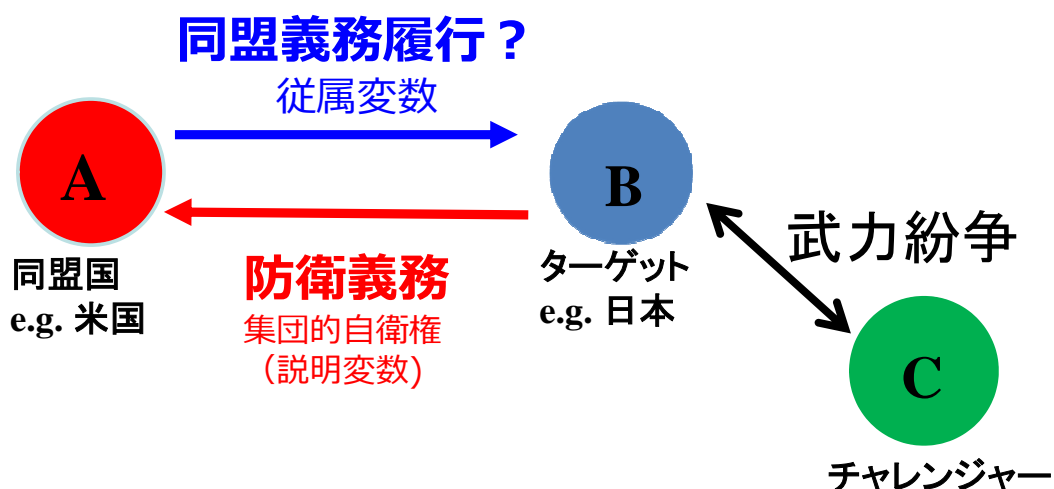 同盟義務履行？
従属変数
A
同盟国
e.g. 米国
防衛義務
集団的自衛権
（説明変数)
B
ターゲット
e.g. 日本
武力紛争
C
チャレンジャー